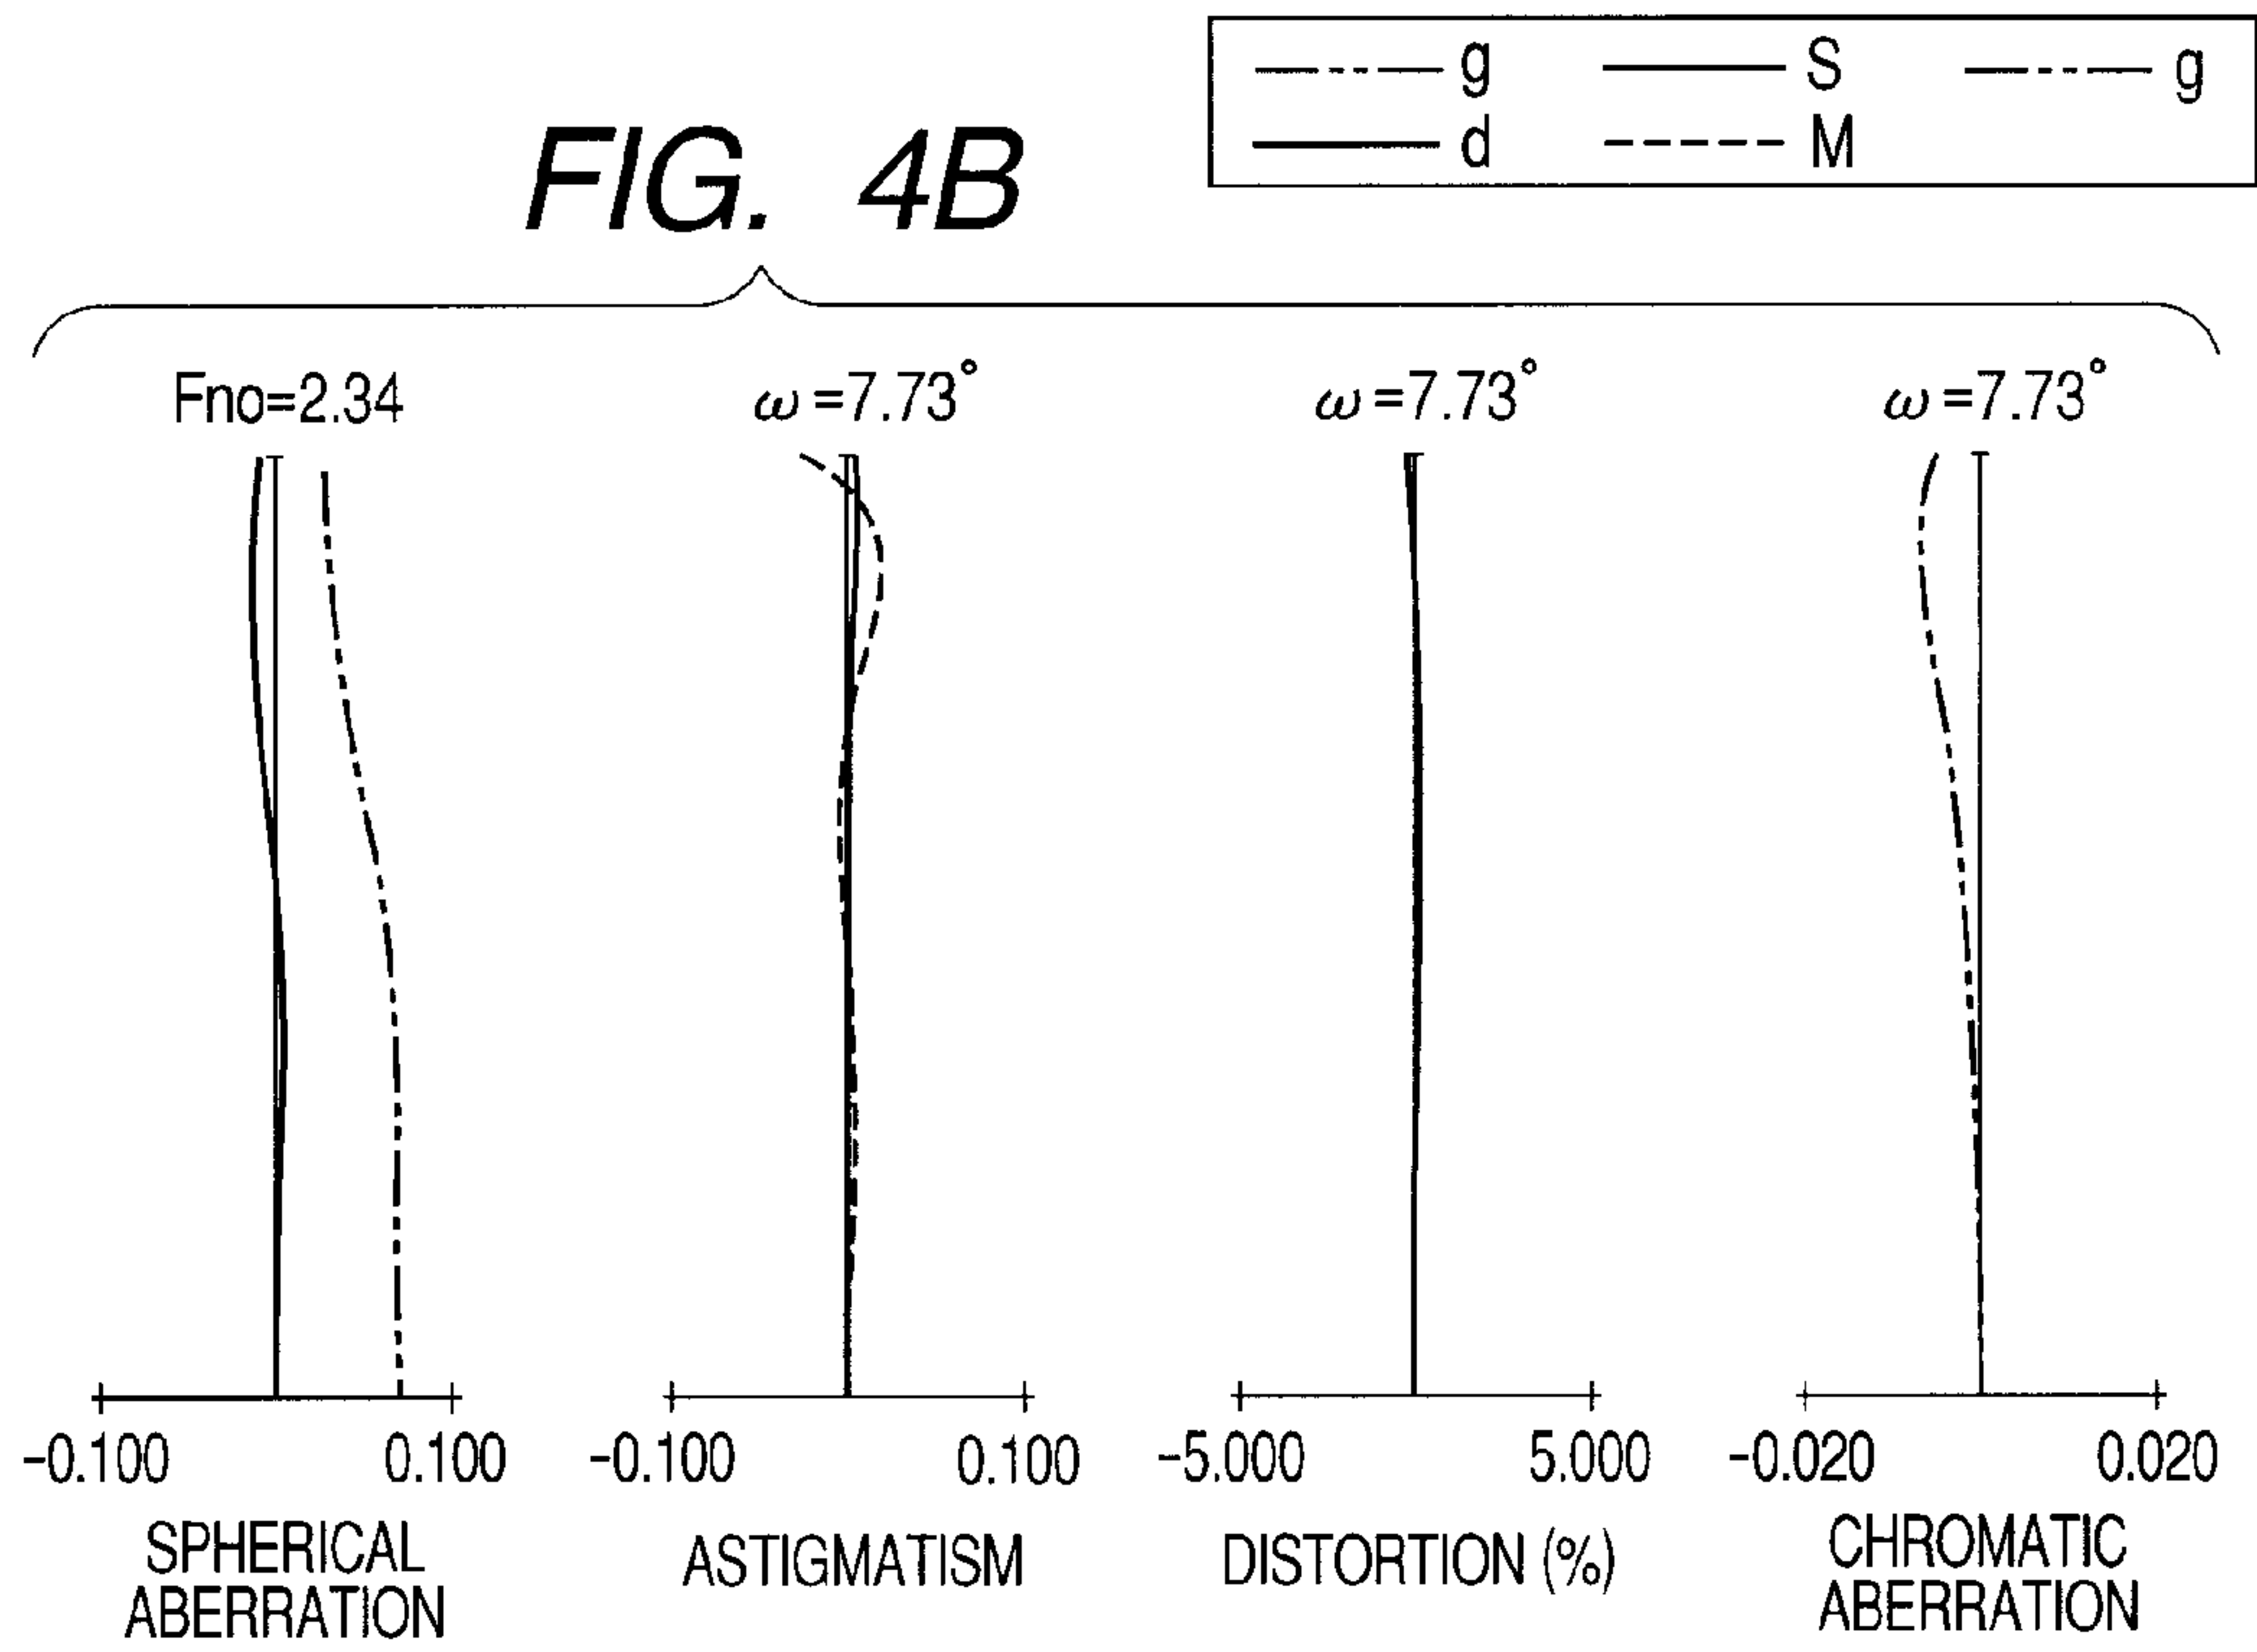 g S g
d M
FIG. 4B
Fno=2.34 ω=7.73° ω=7.73° ω=7.73°
-0.100 0.100 -0.100 0.100 -5.000 5.000 -0.020 0.020
SPHERICAL
ABERRATION
ASTIGMATISM
DISTORTION (%)
CHROMATIC
ABERRATION